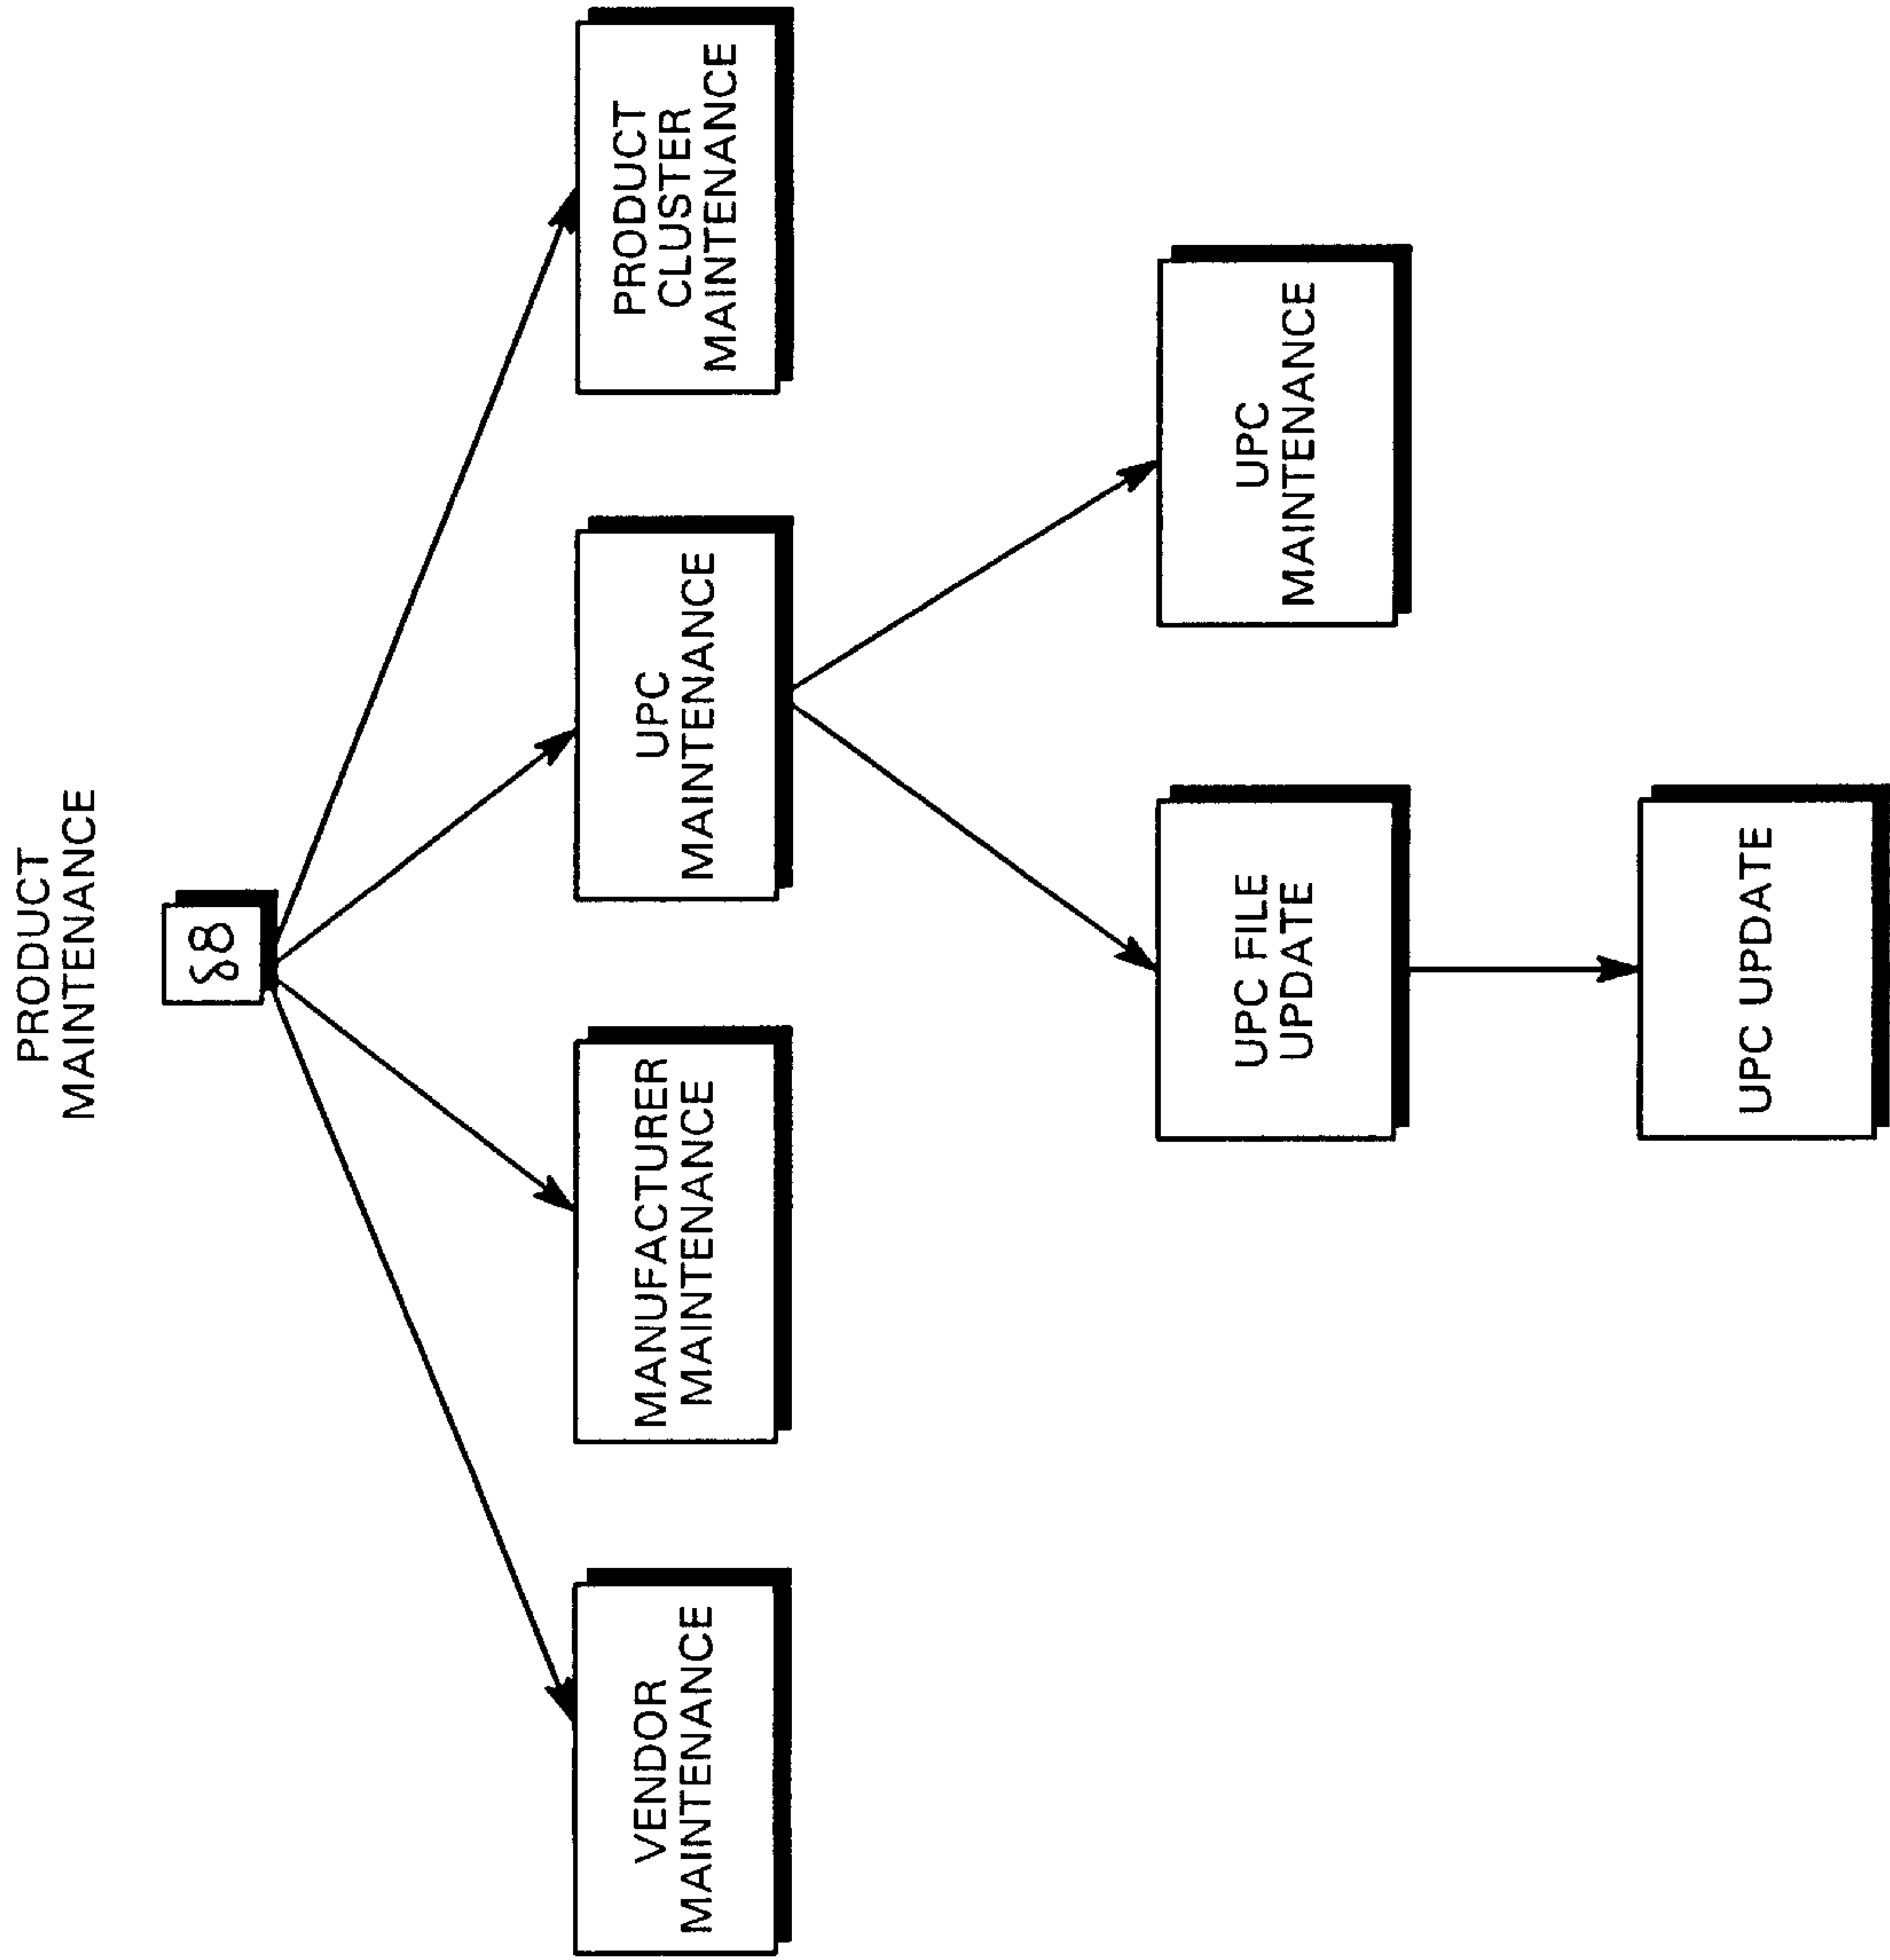 PRODUCT
MAINTENANCE
88
VENDOR
MAINTENANCE
MANUFACTURER
MAINTENANCE
UPC
MAINTENANCE
PRODUCT
CLUSTER
MAINTENANCE
UPC FILE
UPDATE
UPC
MAINTENANCE
UPC UPDATE